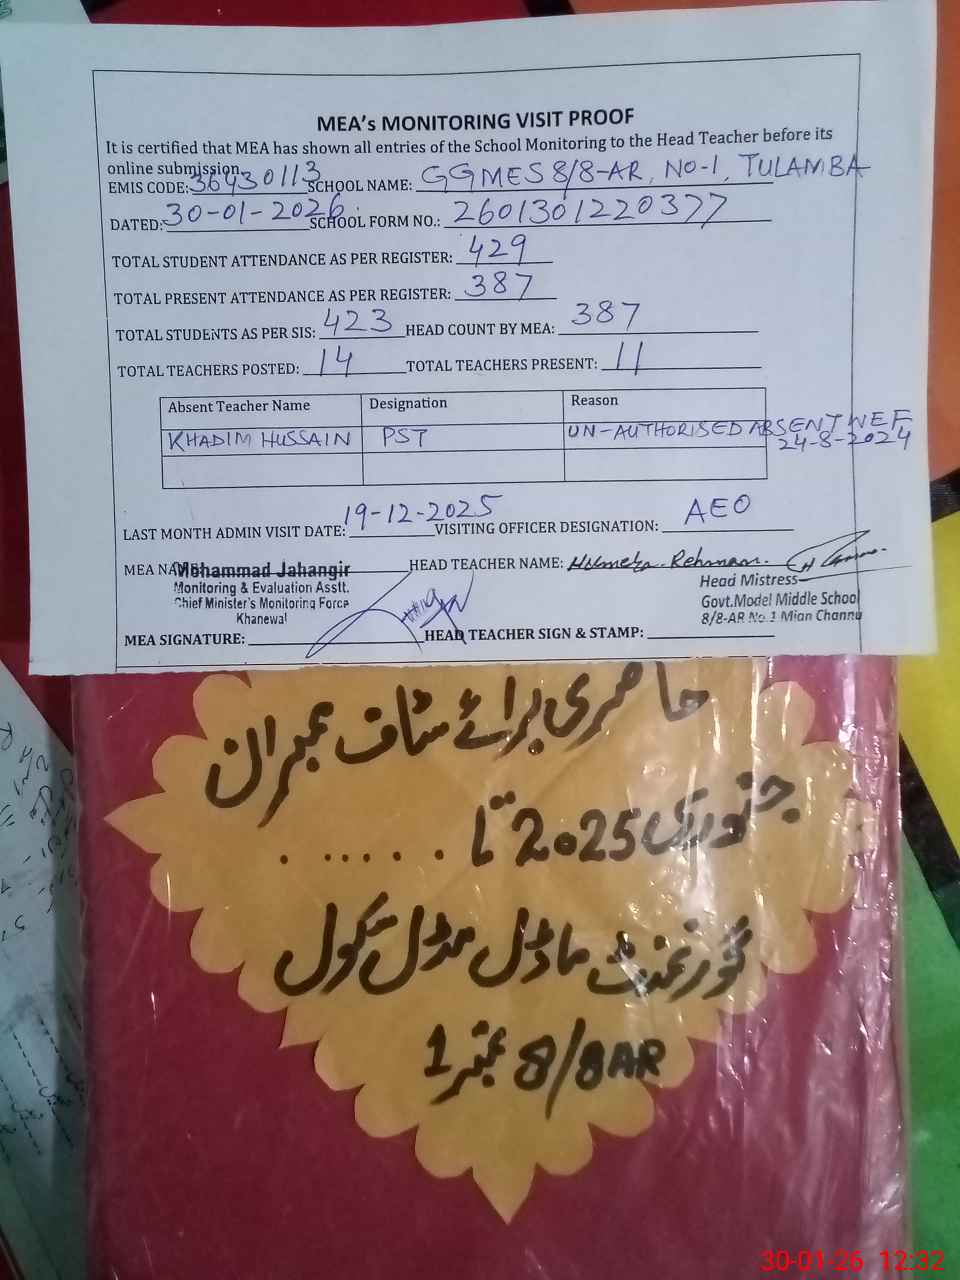 MEA's MONITORING VISIT PROOF
It is certified that MEA has shown all entries of the School Monitoring to the Head Teacher before its
online submission.
EMIS CODE: 36430113 SCHOOL NAME: GGMES 8/8-AR, NO-1, TULAMBA
DATED: 30-01-2026 SCHOOL FORM NO.: 2601301220377
TOTAL STUDENT ATTENDANCE AS PER REGISTER: 429
TOTAL PRESENT ATTENDANCE AS PER REGISTER: 387
TOTAL STUDENTS AS PER SIS: 423 HEAD COUNT BY MEA: 387
TOTAL TEACHERS POSTED: 14 TOTAL TEACHERS PRESENT: 11
Absent Teacher Name Designation Reason
KHADIM HUSSAIN PST UN-AUTHORISED ABSENT WEF
24-8-2024
LAST MONTH ADMIN VISIT DATE: 19-12-2025 VISITING OFFICER DESIGNATION: AEO
MEA HEAD TEACHER NAME: Rehman.
Mohammad Jahangir
Monitoring & Evaluation Asstt.
Chief Minister's Monitoring Force
Khanewal
Head Mistress
Govt.Model Middle School
8/8-AR No.1 Mian Channu
MEA SIGNATURE: HEAD TEACHER SIGN & STAMP:
حاضری برائے سٹاف ممبران
جنوری 2025 تا ......
گورنمنٹ ماڈل مڈل سکول
8/8AR نمبر 1
30-01-26 12:32